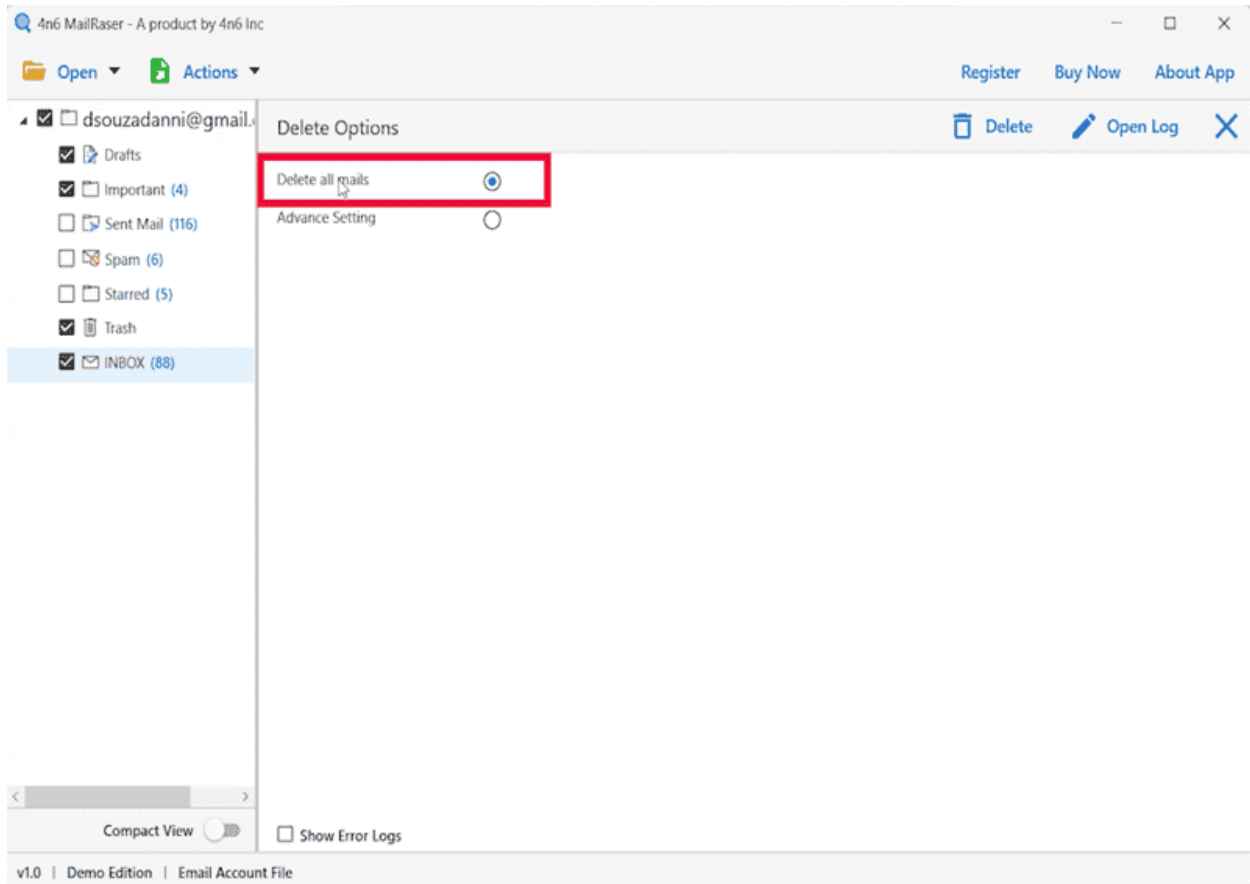 4n6 MailRaser - A product by 4n6 Inc
Open Actions Register Buy Now About App
dsouzadanni@gmail.
Delete Options Delete Open Log
Drafts
Important (4)
Sent Mail (116)
Spam (6)
Starred (5)
Trash
INBOX (88)
Delete all mails
Advance Setting
Compact View
Show Error Logs
v1.0 | Demo Edition | Email Account File